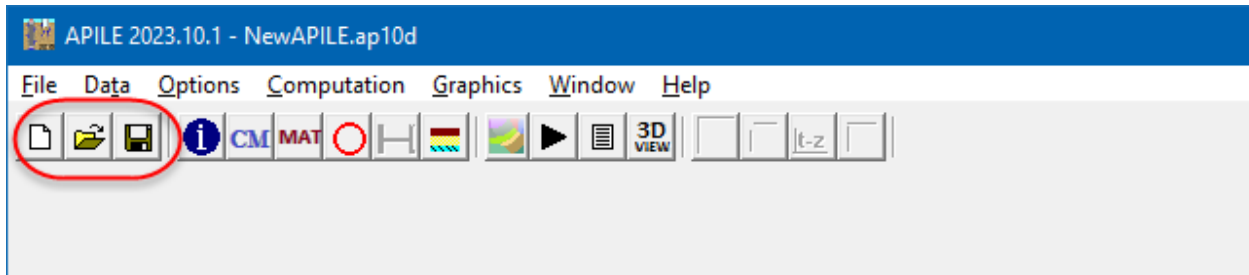 APILE 2023.10.1 - NewAPILE.ap10d
File Data Options Computation Graphics Window Help
i CM MAT 3D VIEW t-z